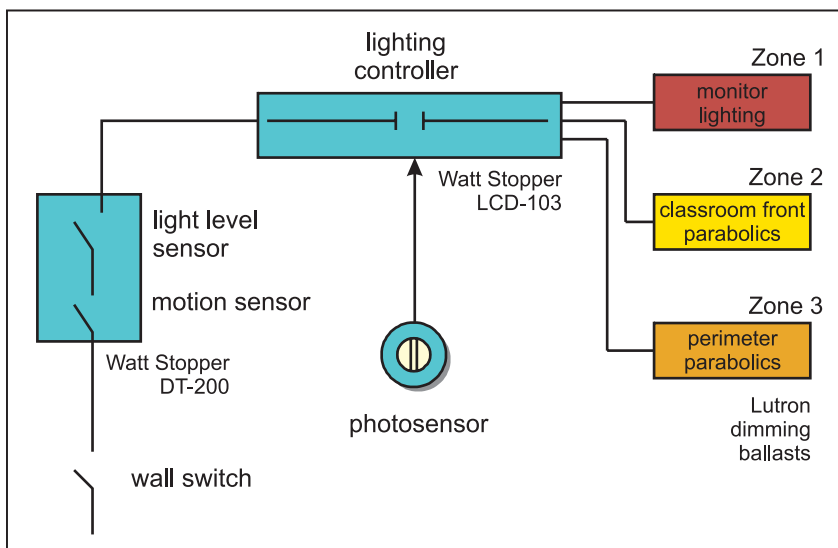 lighting
controller
Zone 1
monitor
lighting
Watt Stopper
LCD-103
Zone 2
classroom front
parabolics
light level
sensor
motion sensor
Zone 3
perimeter
parabolics
Watt Stopper
DT-200
photosensor
Lutron
dimming
ballasts
wall switch